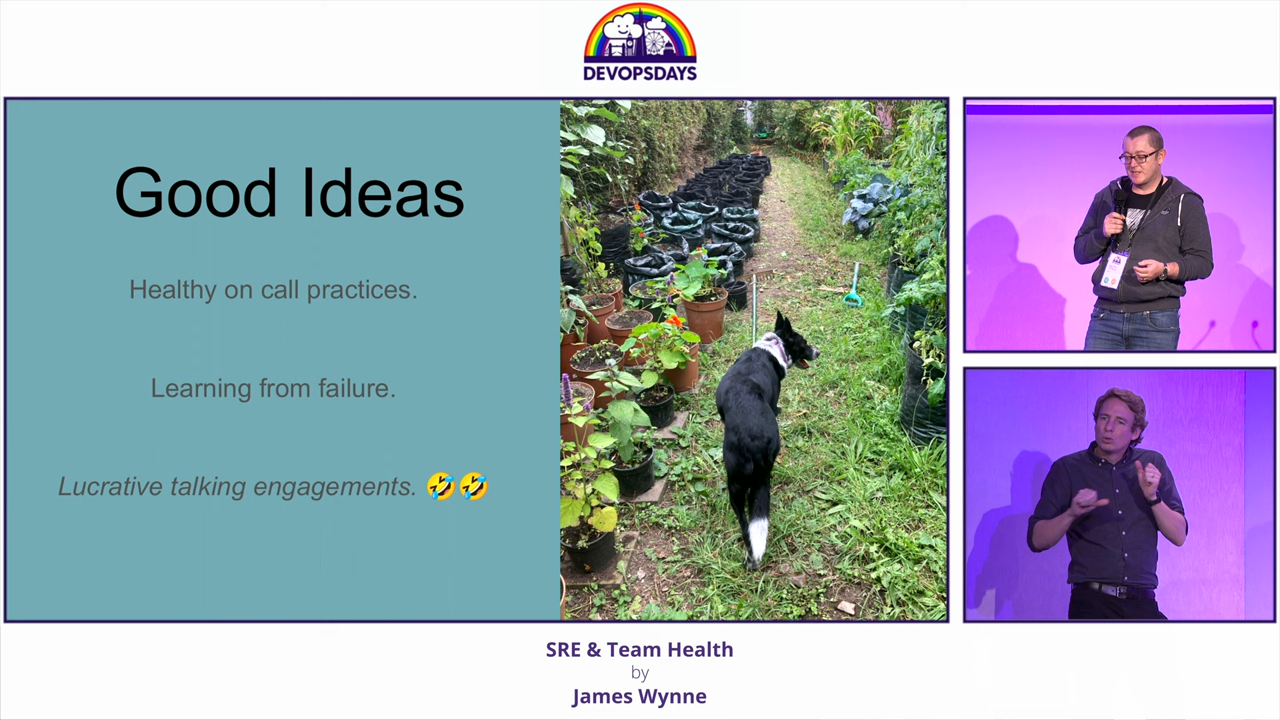 DEVOPSDAYS
Good Ideas
Healthy on call practices.
Learning from failure.
Lucrative talking engagements. 🤣🤣
SRE & Team Health
by
James Wynne